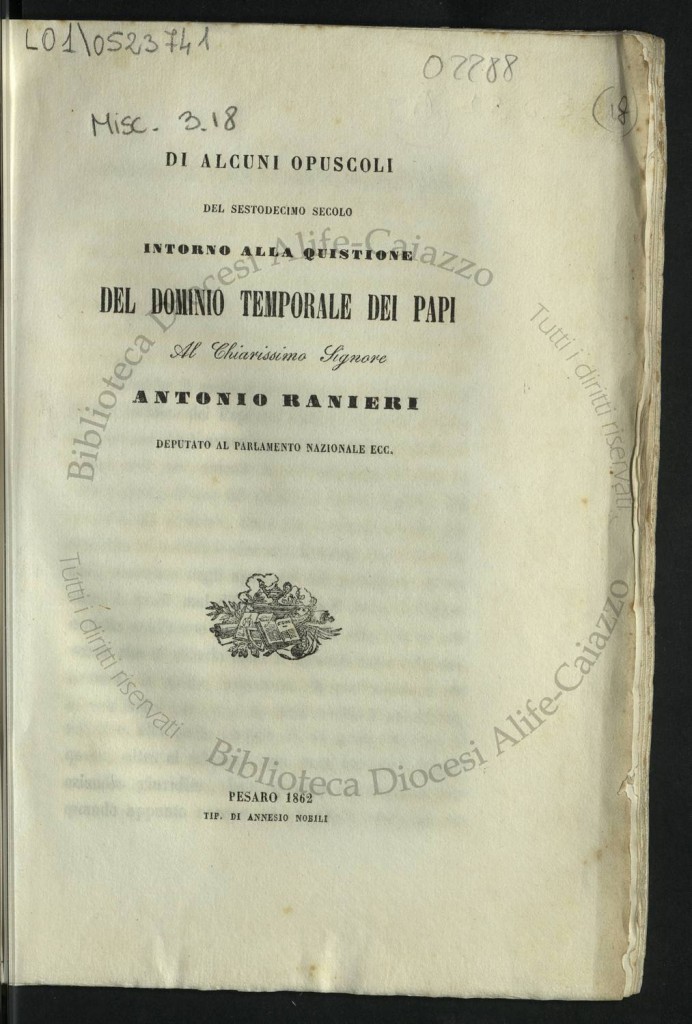 L01\0523741
02288
18
Misc. 3.18
DI ALCUNI OPUSCOLI
DEL SESTODECIMO SECOLO
INTORNO ALLA QUISTIONE
DEL DOMINIO TEMPORALE DEI PAPI
Al Chiarissimo Signore
ANTONIO RANIERI
DEPUTATO AL PARLAMENTO NAZIONALE ECC.
PESARO 1862
TIP. DI ANNESIO NOBILI
Biblioteca Diocesi Alife-Caiazzo
Tutti i diritti riservati
Tutti i diritti riservati
Biblioteca Diocesi Alife-Caiazzo